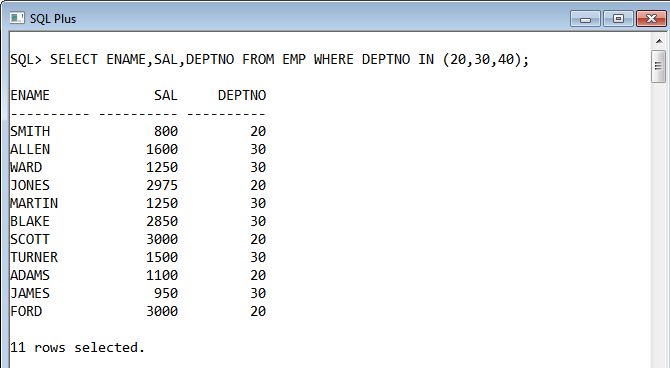 SQL Plus
SQL> SELECT ENAME,SAL,DEPTNO FROM EMP WHERE DEPTNO IN (20,30,40);
ENAME             SAL     DEPTNO
---------- ---------- ----------
SMITH             800         20
ALLEN            1600         30
WARD             1250         30
JONES            2975         20
MARTIN           1250         30
BLAKE            2850         30
SCOTT            3000         20
TURNER           1500         30
ADAMS            1100         20
JAMES             950         30
FORD             3000         20
11 rows selected.